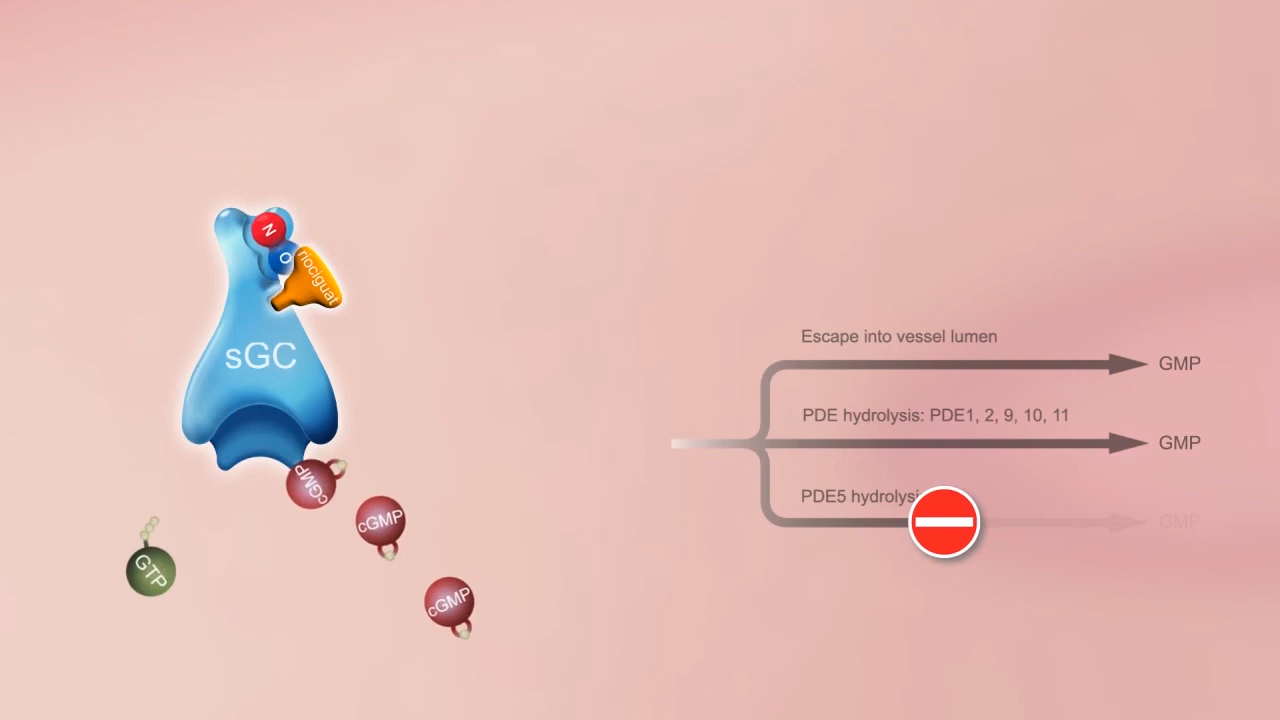 N
O
riociguat
sGC
cGMP
cGMP
cGMP
GTP
Escape into vessel lumen
GMP
PDE hydrolysis: PDE1, 2, 9, 10, 11
GMP
PDE5 hydrolysi
GMP